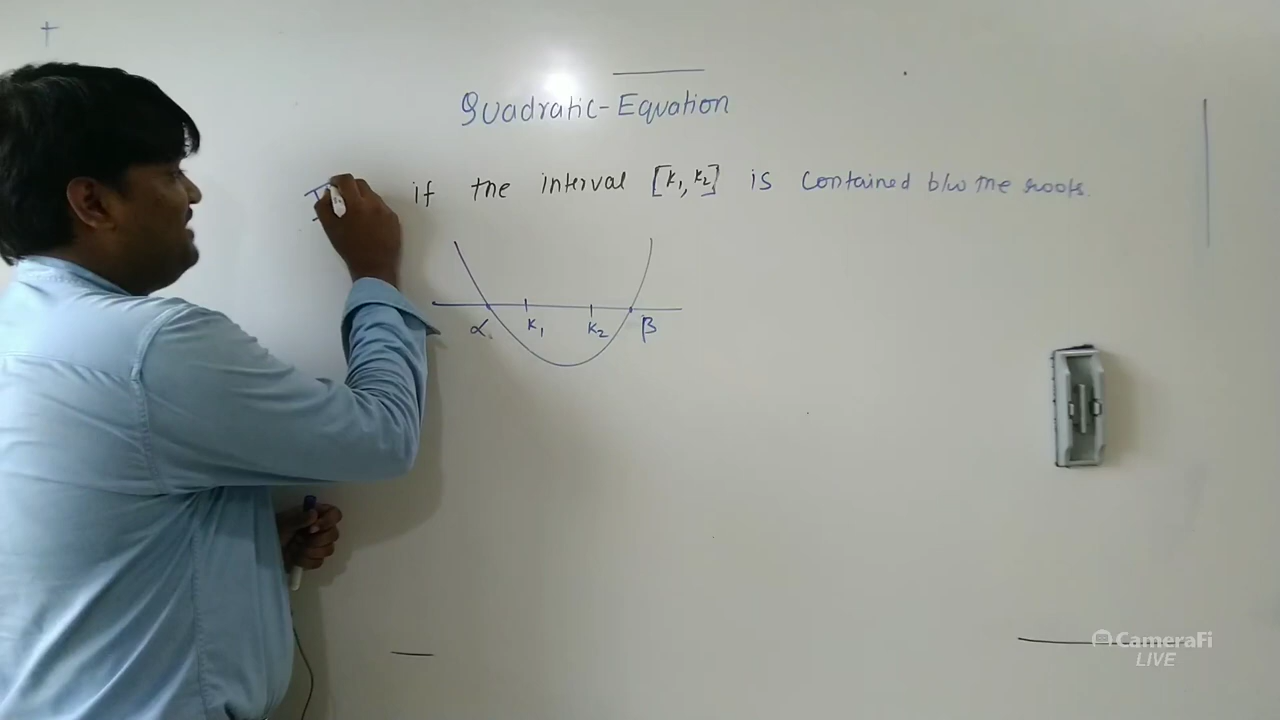 Quadratic-Equation
if the interval [k₁, k₂] is contained b/w the roots.
α k₁ k₂ β
CameraFi
LIVE